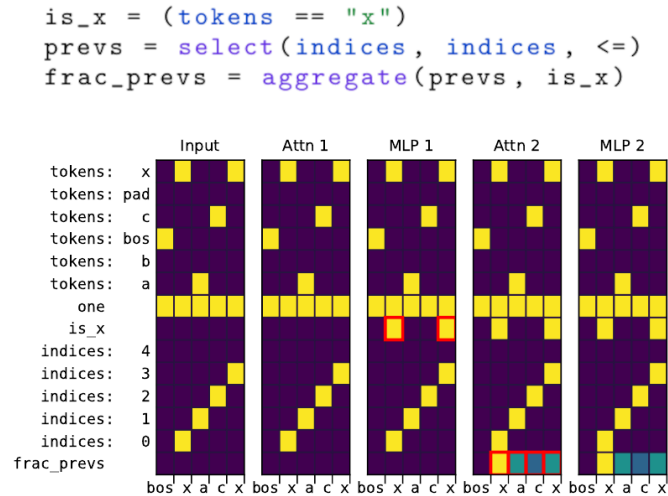 is_x = (tokens == "x")
prevs = select(indices, indices, <=)
frac_prevs = aggregate(prevs, is_x)
Input Attn 1 MLP 1 Attn 2 MLP 2
tokens: x
tokens: pad
tokens: c
tokens: bos
tokens: b
tokens: a
one
is_x
indices: 4
indices: 3
indices: 2
indices: 1
indices: 0
frac_prevs
bos x a c x bos x a c x bos x a c x bos x a c x bos x a c x